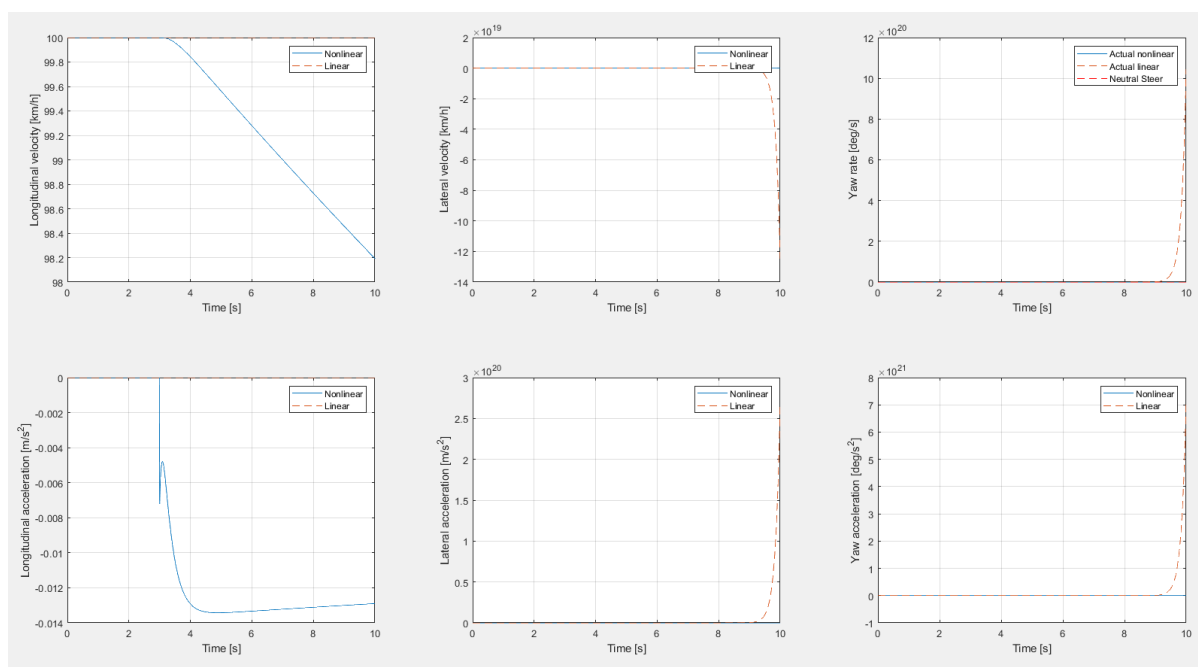 Longitudinal velocity [km/h]
100
99.8
99.6
99.4
99.2
99
98.8
98.6
98.4
98.2
98
0 2 4 6 8 10
Time [s]
Nonlinear
Linear
×10^19
Lateral velocity [km/h]
2
0
-2
-4
-6
-8
-10
-12
-14
0 2 4 6 8 10
Time [s]
Nonlinear
Linear
×10^20
Yaw rate [deg/s]
12
10
8
6
4
2
0
0 2 4 6 8 10
Time [s]
Actual nonlinear
Actual linear
Neutral Steer
Longitudinal acceleration [m/s^2]
0
-0.002
-0.004
-0.006
-0.008
-0.01
-0.012
-0.014
0 2 4 6 8 10
Time [s]
Nonlinear
Linear
×10^20
Lateral acceleration [m/s^2]
3
2.5
2
1.5
1
0.5
0
0 2 4 6 8 10
Time [s]
Nonlinear
Linear
×10^21
Yaw acceleration [deg/s^2]
8
7
6
5
4
3
2
1
0
-1
0 2 4 6 8 10
Time [s]
Nonlinear
Linear